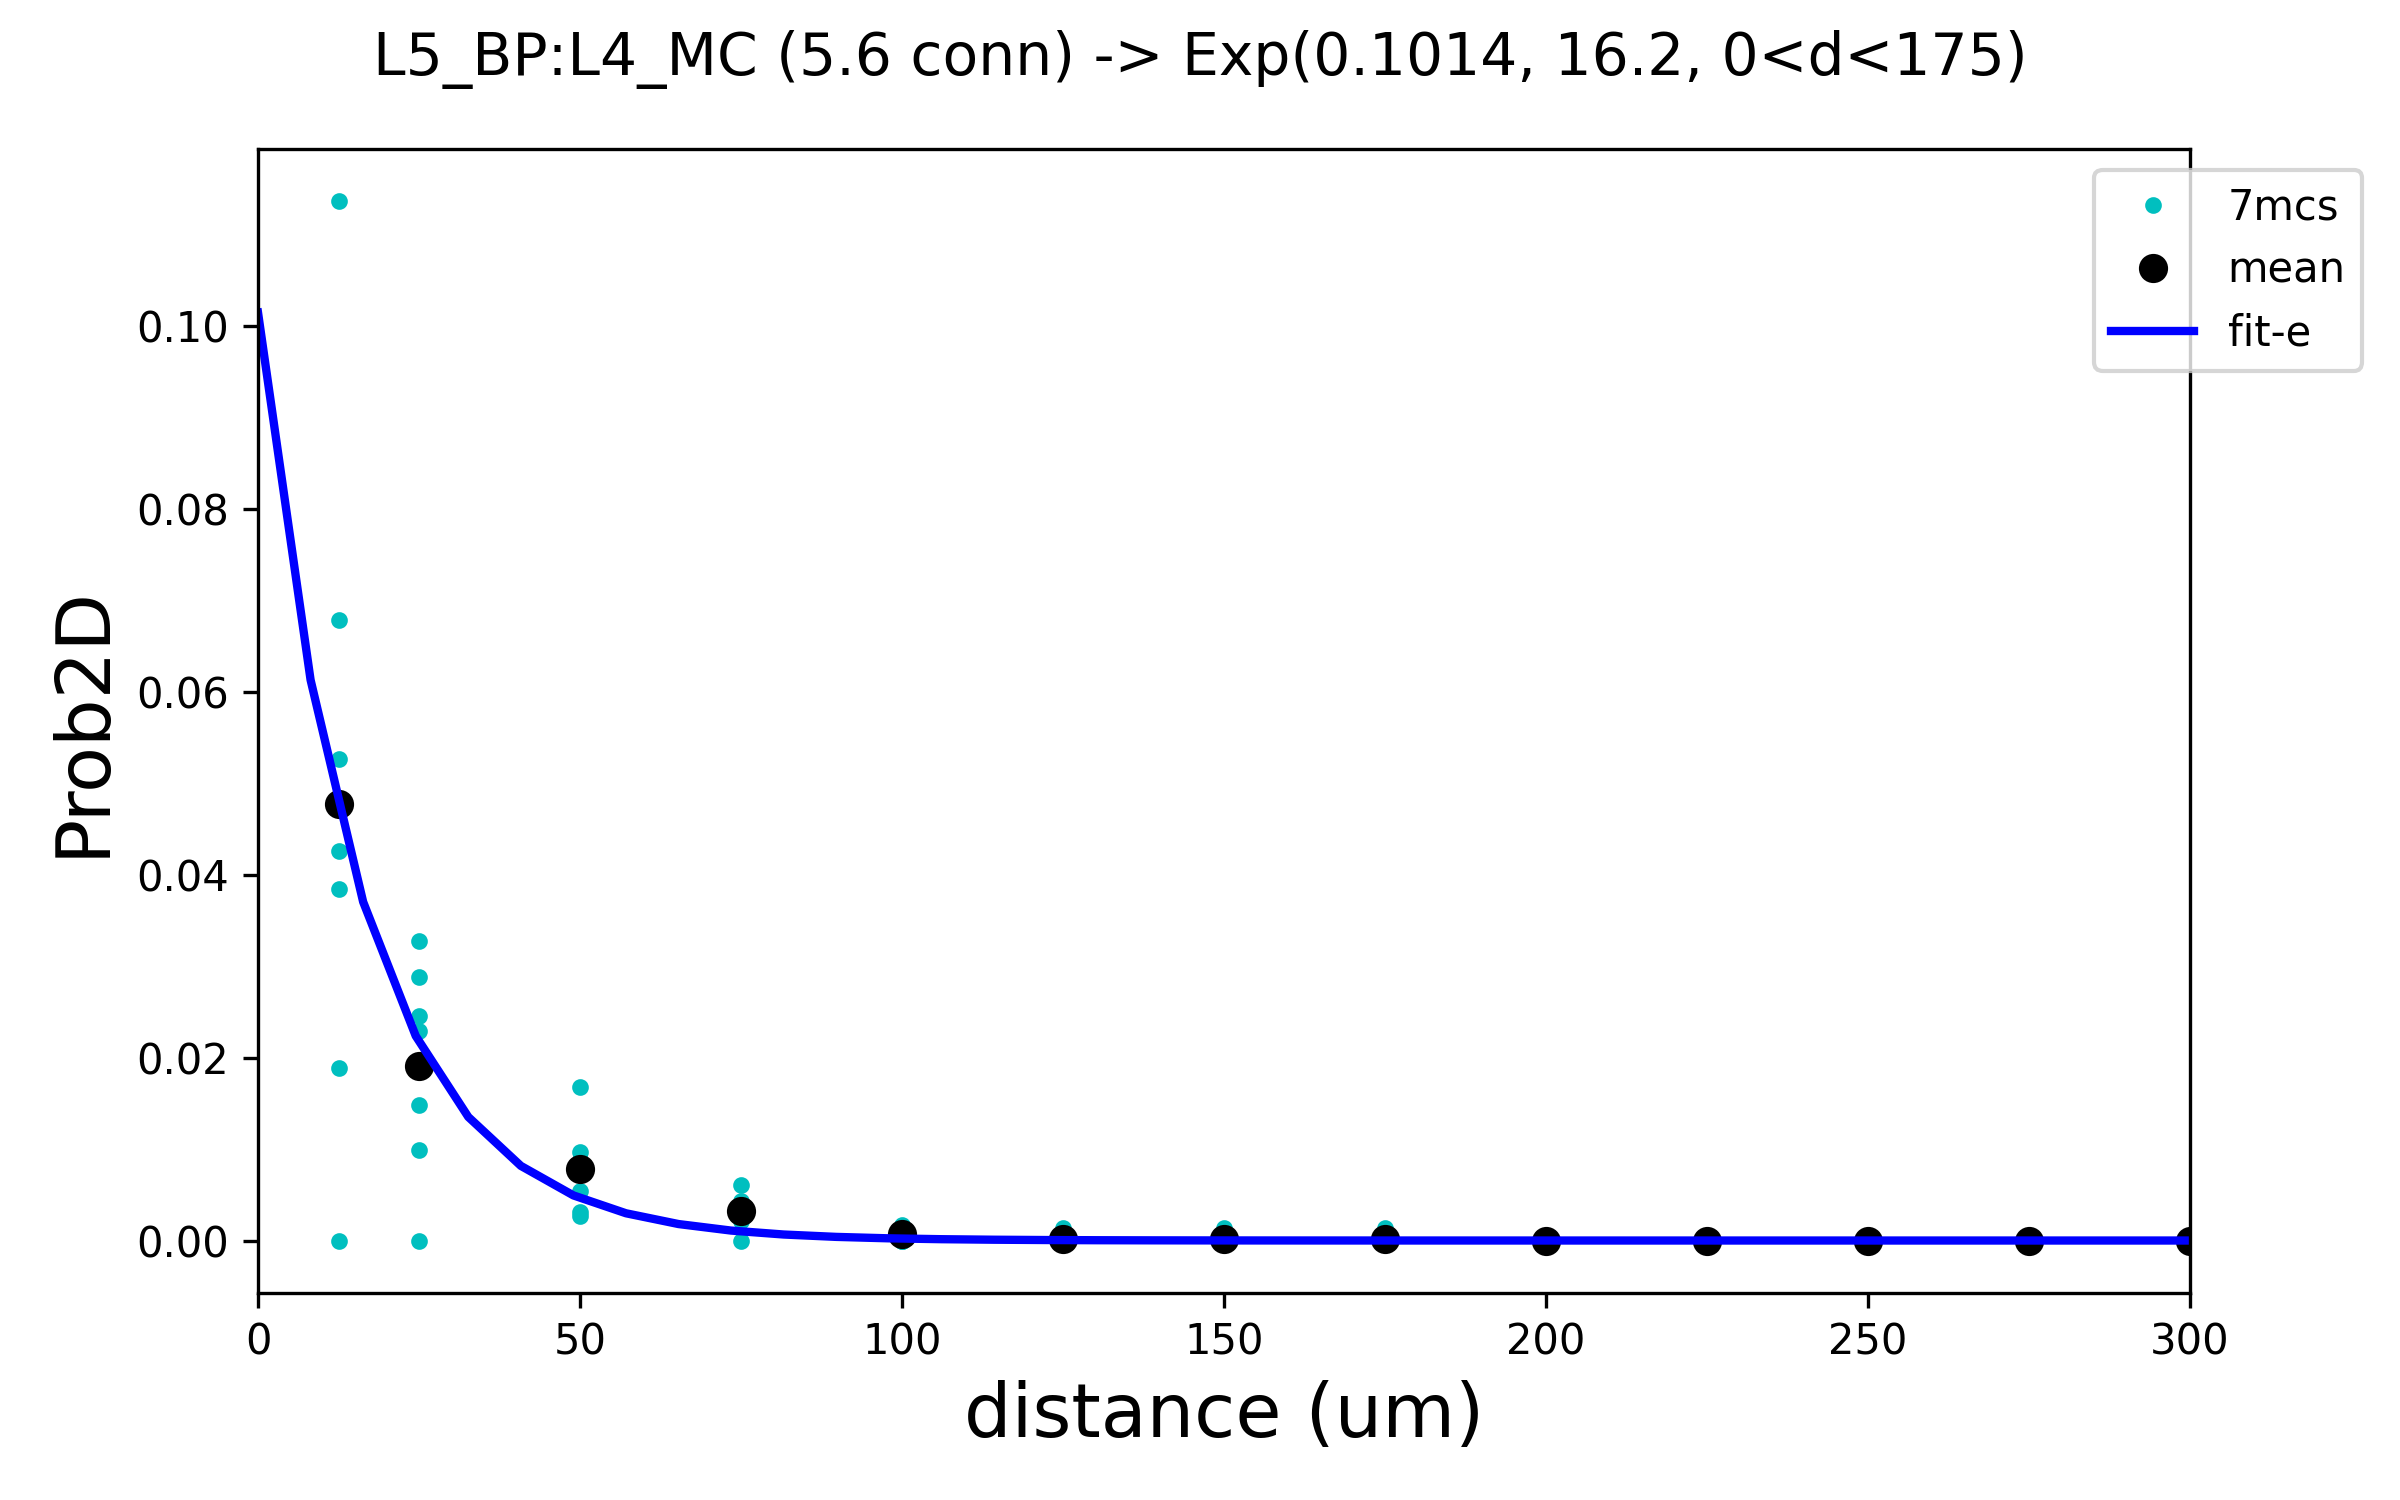 L5_BP:L4_MC (5.6 conn) -> Exp(0.1014, 16.2, 0<d<175)
7mcs
mean
fit-e
Prob2D
0.10
0.08
0.06
0.04
0.02
0.00
0 50 100 150 200 250 300
distance (um)